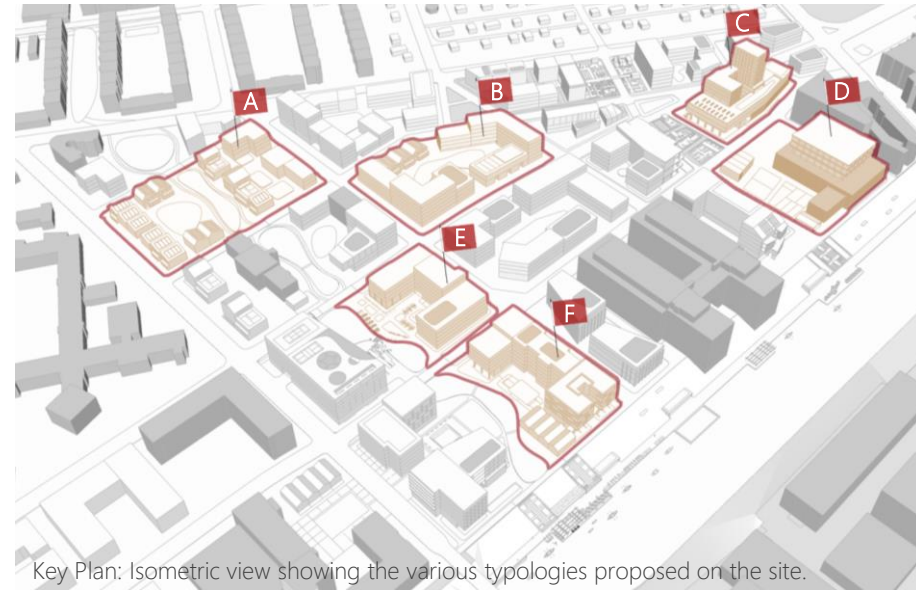 C
A
B
D
E
F
Key Plan: Isometric view showing the various typologies proposed on the site.